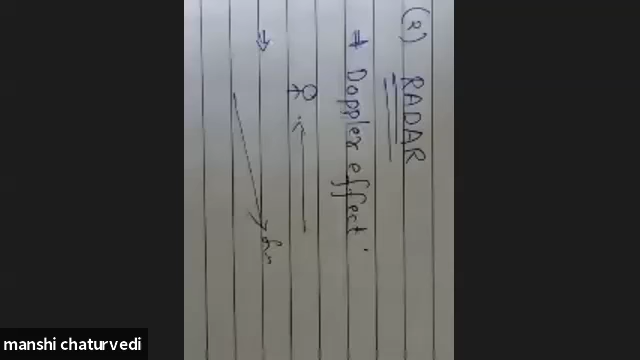 (2) RADAR
→ Doppler effect
manshi chaturvedi